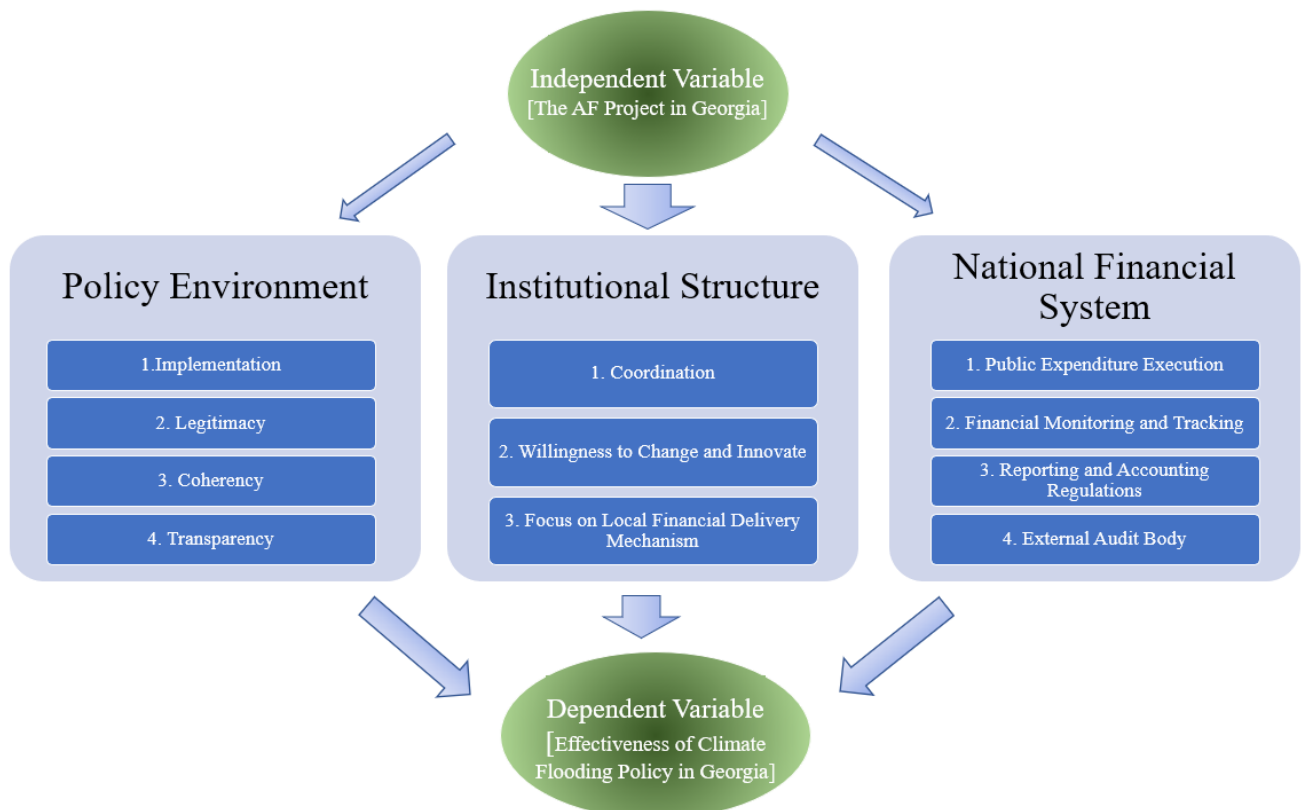 Independent Variable
[The AF Project in Georgia]
Policy Environment
1.Implementation
2. Legitimacy
3. Coherency
4. Transparency
Institutional Structure
1. Coordination
2. Willingness to Change and Innovate
3. Focus on Local Financial Delivery
Mechanism
National Financial
System
1. Public Expenditure Execution
2. Financial Monitoring and Tracking
3. Reporting and Accounting
Regulations
4. External Audit Body
Dependent Variable
[Effectiveness of Climate
Flooding Policy in Georgia]